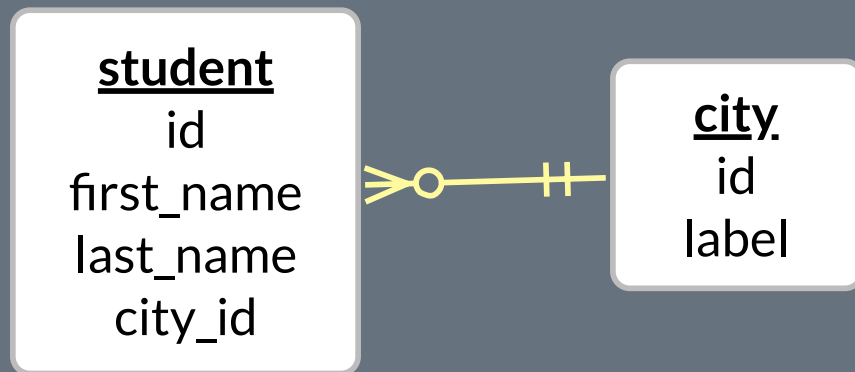 student
id
first_name
last_name
city_id
city
id
label